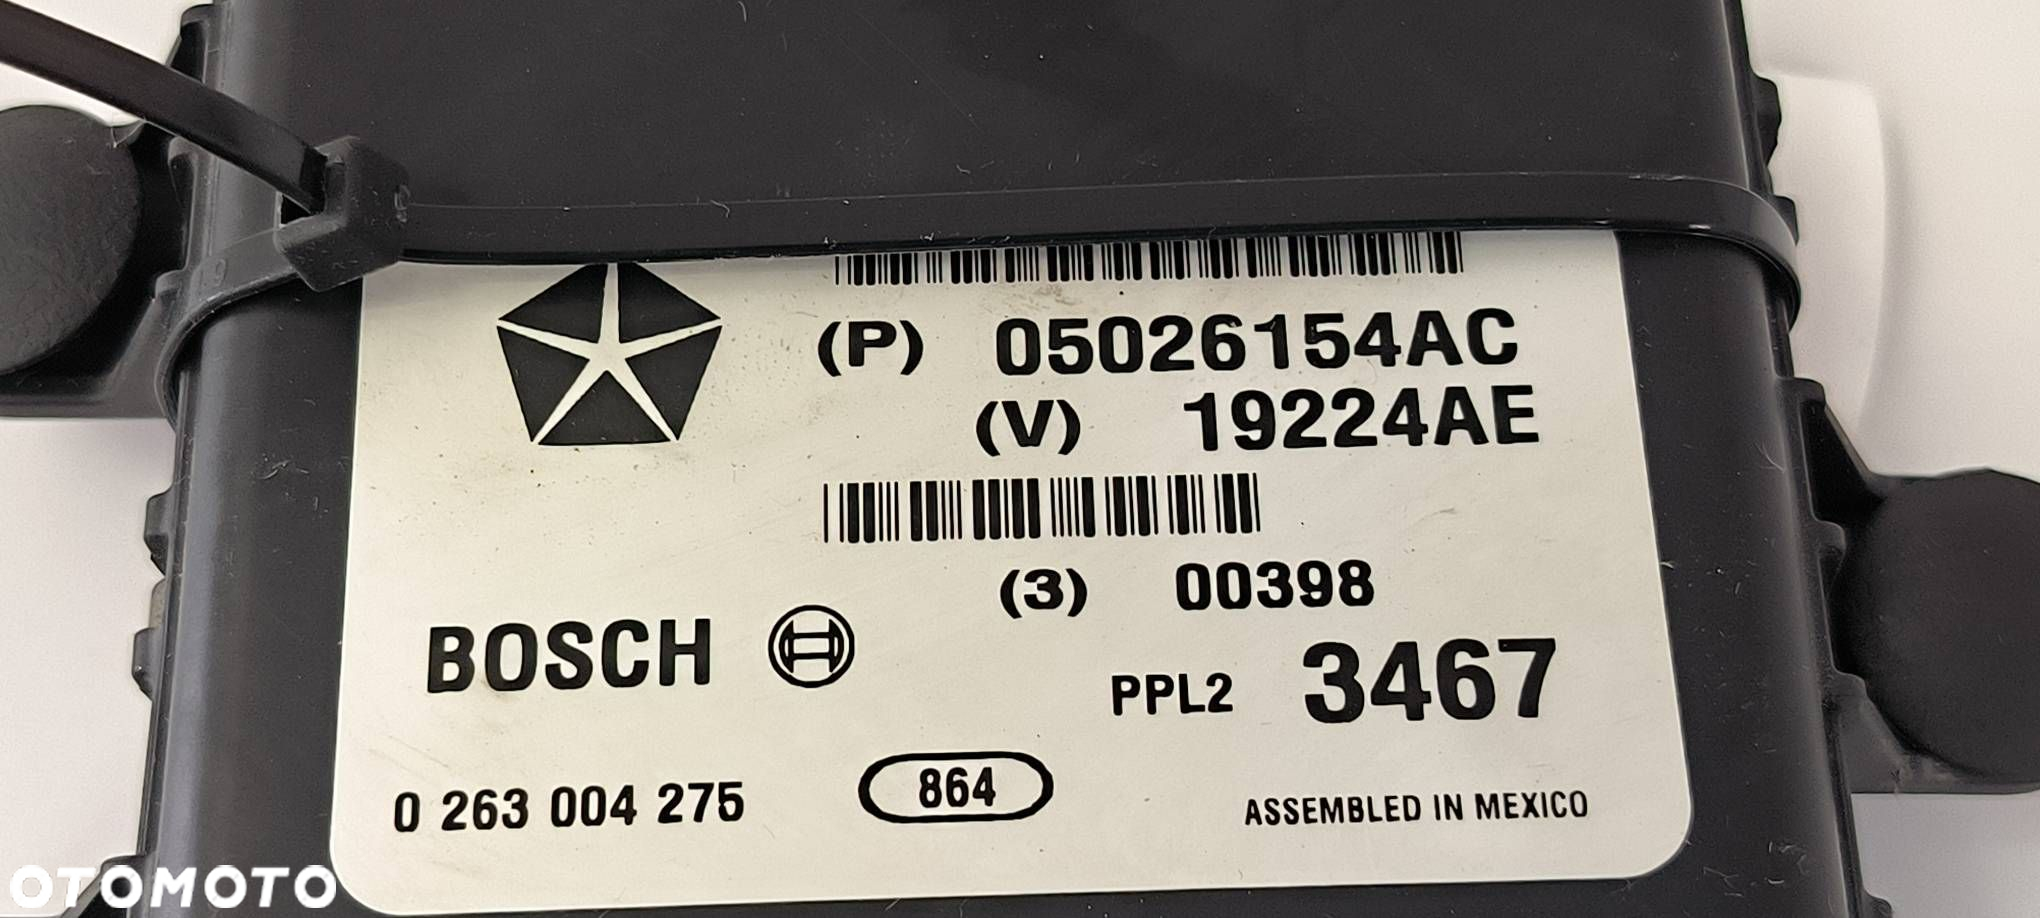 (P) 05026154AC
(V) 19224AE
(3) 00398
BOSCH
PPL2 3467
0 263 004 275
864
ASSEMBLED IN MEXICO
OTOMOTO